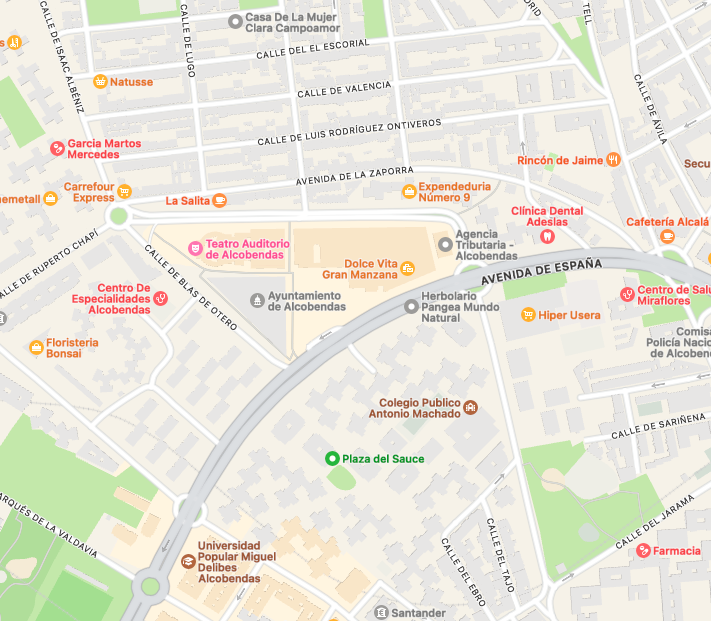 Casa De La Mujer
Clara Campoamor
CALLE DE ISAAC ALBÉNIZ
CALLE DE LUGO
CALLE DEL EL ESCORIAL
DRID
TELL
s
Natusse
CALLE DE VALENCIA
CALLE DE ÁVILA
CALLE DE LUIS RODRÍGUEZ ONTIVEROS
Garcia Martos
Mercedes
Rincón de Jaime
Secu
AVENIDA DE LA ZAPORRA
Carrefour
Express
emetall
La Salita
Expendeduria
Número 9
Clínica Dental
Adeslas
Cafetería Alcalá
CALLE DE RUPERTO CHAPÍ
Teatro Auditorio
de Alcobendas
Agencia
Tributaria -
Alcobendas
CALLE DE BLAS DE OTERO
Dolce Vita
Gran Manzana
AVENIDA DE ESPAÑA
Centro De
Especialidades
Alcobendas
Ayuntamiento
de Alcobendas
Herbolario
Pangea Mundo
Natural
Centro de Salu
Miraflores
Hiper Usera
Floristeria
Bonsai
Comisa
Policía Nacio
de Alcobend
Colegio Publico
Antonio Machado
CALLE DE SARIÑENA
Plaza del Sauce
ARQUÉS DE LA VALDAVIA
CALLE DEL JARAMA
Universidad
Popular Miguel
Delibes
Alcobendas
CALLE DEL EBRO
CALLE DEL TAJO
Farmacia
Santander